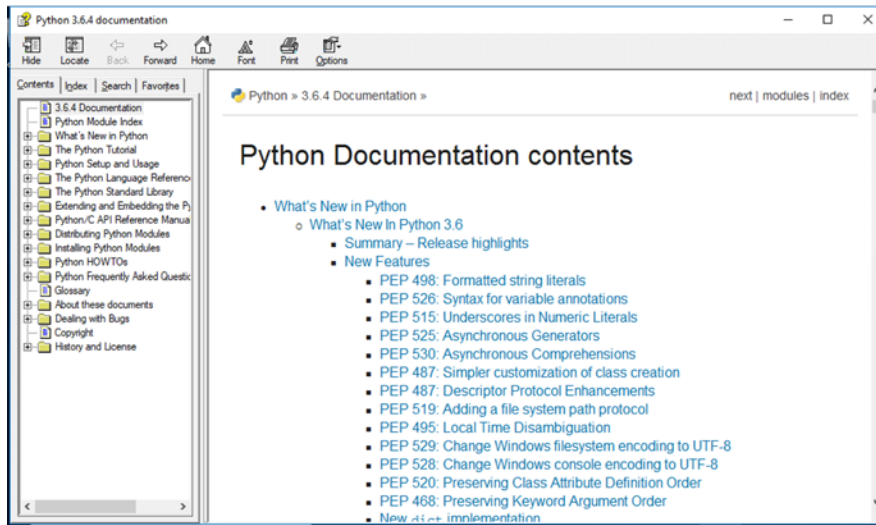 Python 3.6.4 documentation
Hide Locate Back Forward Home Font Print Options
Contents Index Search Favorites
3.6.4 Documentation
Python Module Index
What's New in Python
The Python Tutorial
Python Setup and Usage
The Python Language Referenc
The Python Standard Library
Extending and Embedding the Py
Python/C API Reference Manua
Distributing Python Modules
Installing Python Modules
Python HOWTOs
Python Frequently Asked Questic
Glossary
About these documents
Dealing with Bugs
Copyright
History and License
Python » 3.6.4 Documentation » next | modules | index
Python Documentation contents
• What's New in Python
o What's New In Python 3.6
▪ Summary – Release highlights
▪ New Features
▪ PEP 498: Formatted string literals
▪ PEP 526: Syntax for variable annotations
▪ PEP 515: Underscores in Numeric Literals
▪ PEP 525: Asynchronous Generators
▪ PEP 530: Asynchronous Comprehensions
▪ PEP 487: Simpler customization of class creation
▪ PEP 487: Descriptor Protocol Enhancements
▪ PEP 519: Adding a file system path protocol
▪ PEP 495: Local Time Disambiguation
▪ PEP 529: Change Windows filesystem encoding to UTF-8
▪ PEP 528: Change Windows console encoding to UTF-8
▪ PEP 520: Preserving Class Attribute Definition Order
▪ PEP 468: Preserving Keyword Argument Order
▪ New dict implementation